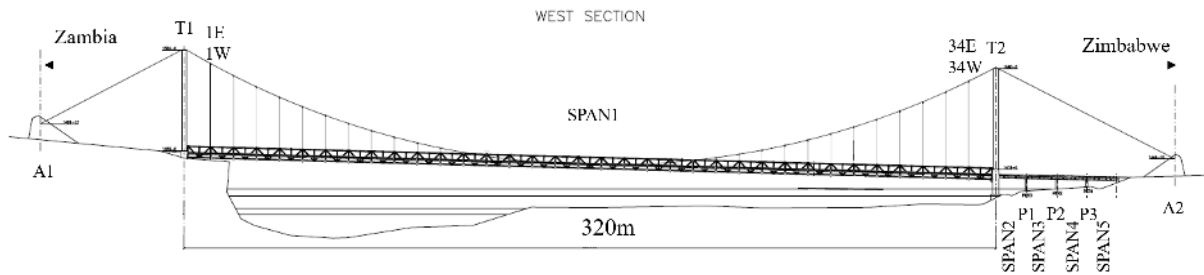 WEST SECTION
Zambia
T1
1E
1W
34E
34W
T2
Zimbabwe
SPAN1
A1
320m
SPAN2
P1
SPAN3
P2
SPAN4
P3
SPAN5
A2